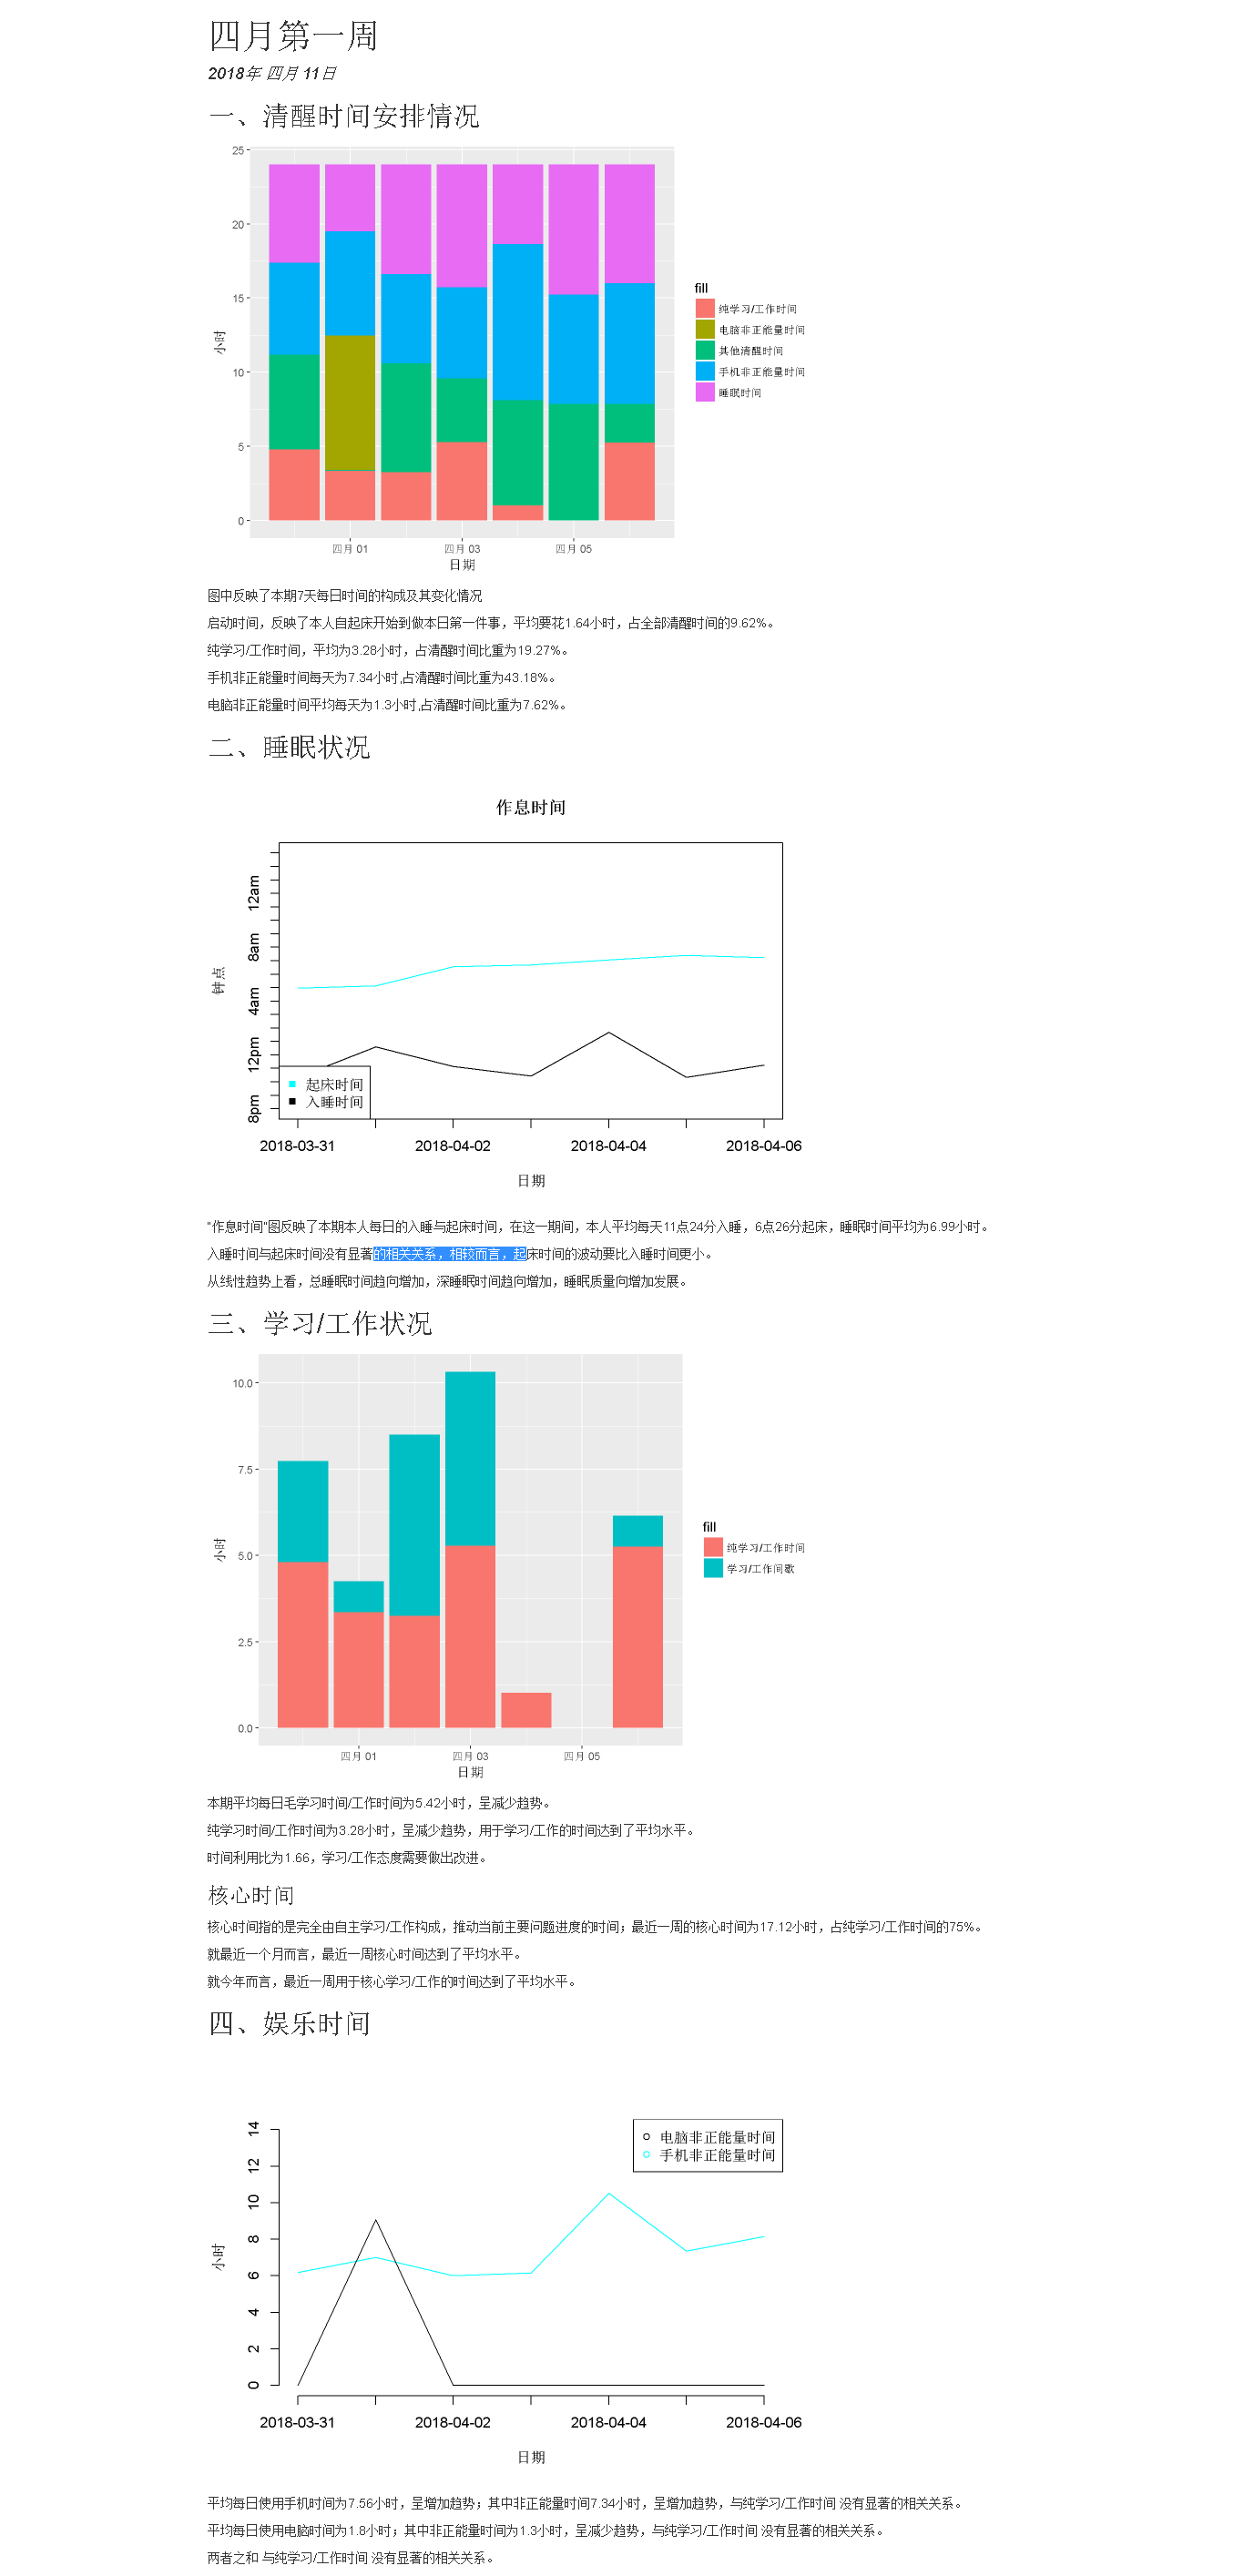 四月第一周
2018年 四月 11日
一、清醒时间安排情况
25
20
15
10
5
0
小时
四月 01
四月 03
四月 05
日期
fill
纯学习/工作时间
电脑非正能量时间
其他清醒时间
手机非正能量时间
睡眠时间
图中反映了本期7天每日时间的构成及其变化情况
启动时间，反映了本人自起床开始到做本日第一件事，平均要花1.64小时，占全部清醒时间的9.62%。
纯学习/工作时间，平均为3.28小时，占清醒时间比重为19.27%。
手机非正能量时间每天为7.34小时,占清醒时间比重为43.18%。
电脑非正能量时间平均每天为1.3小时,占清醒时间比重为7.62%。
二、睡眠状况
作息时间
12am
8am
4am
12pm
8pm
钟点
起床时间
入睡时间
2018-03-31
2018-04-02
2018-04-04
2018-04-06
日期
"作息时间"图反映了本期本人每日的入睡与起床时间，在这一期间，本人平均每天11点24分入睡，6点26分起床，睡眠时间平均为6.99小时。
入睡时间与起床时间没有显著的相关关系，相较而言，起床时间的波动要比入睡时间更小。
从线性趋势上看，总睡眠时间趋向增加，深睡眠时间趋向增加，睡眠质量向增加发展。
三、学习/工作状况
10.0
7.5
5.0
2.5
0.0
小时
四月 01
四月 03
四月 05
日期
fill
纯学习/工作时间
学习/工作间歇
本期平均每日毛学习时间/工作时间为5.42小时，呈减少趋势。
纯学习时间/工作时间为3.28小时，呈减少趋势，用于学习/工作的时间达到了平均水平。
时间利用比为1.66，学习/工作态度需要做出改进。
核心时间
核心时间指的是完全由自主学习/工作构成，推动当前主要问题进度的时间；最近一周的核心时间为17.12小时，占纯学习/工作时间的75%。
就最近一个月而言，最近一周核心时间达到了平均水平。
就今年而言，最近一周用于核心学习/工作的时间达到了平均水平。
四、娱乐时间
14
12
10
8
6
4
2
0
小时
电脑非正能量时间
手机非正能量时间
2018-03-31
2018-04-02
2018-04-04
2018-04-06
日期
平均每日使用手机时间为7.56小时，呈增加趋势；其中非正能量时间7.34小时，呈增加趋势，与纯学习/工作时间 没有显著的相关关系。
平均每日使用电脑时间为1.8小时；其中非正能量时间为1.3小时，呈减少趋势，与纯学习/工作时间 没有显著的相关关系。
两者之和 与纯学习/工作时间 没有显著的相关关系。